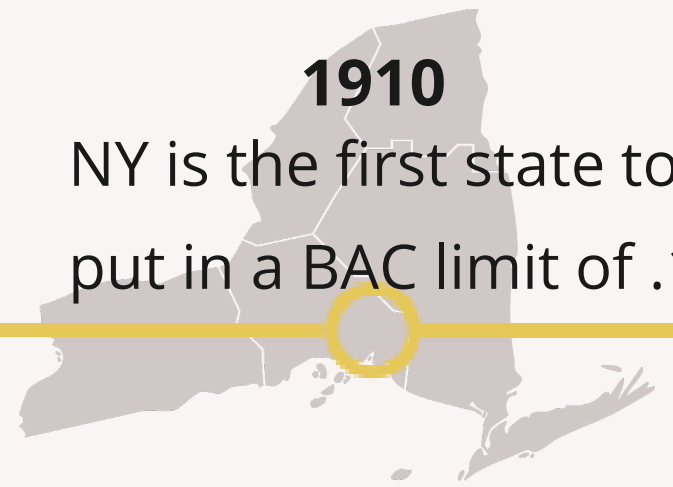 1910
NY is the first state to
put in a BAC limit of .